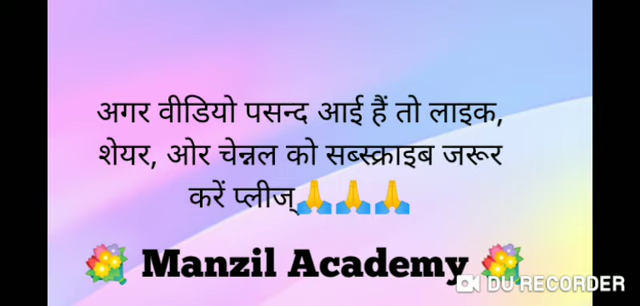 अगर वीडियो पसन्द आई हैं तो लाइक,
शेयर, ओर चेन्नल को सब्स्क्राइब जरूर
करें प्लीज्🙏🙏🙏
💐 Manzil Academy 💐
DU RECORDER